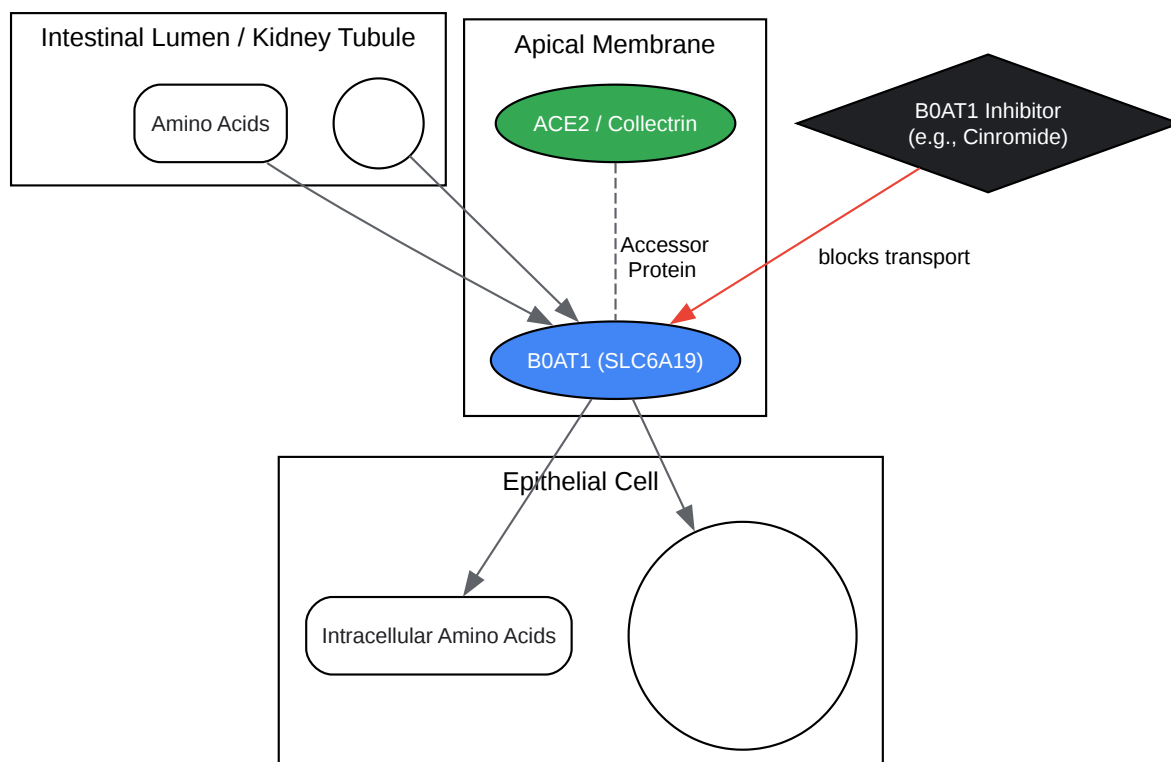 Intestinal Lumen / Kidney Tubule
Apical Membrane
Amino Acids
ACE2 / Collectrin
B0AT1 Inhibitor
(e.g., Cinromide)
Accessor
Protein
blocks transport
B0AT1 (SLC6A19)
Epithelial Cell
Intracellular Amino Acids